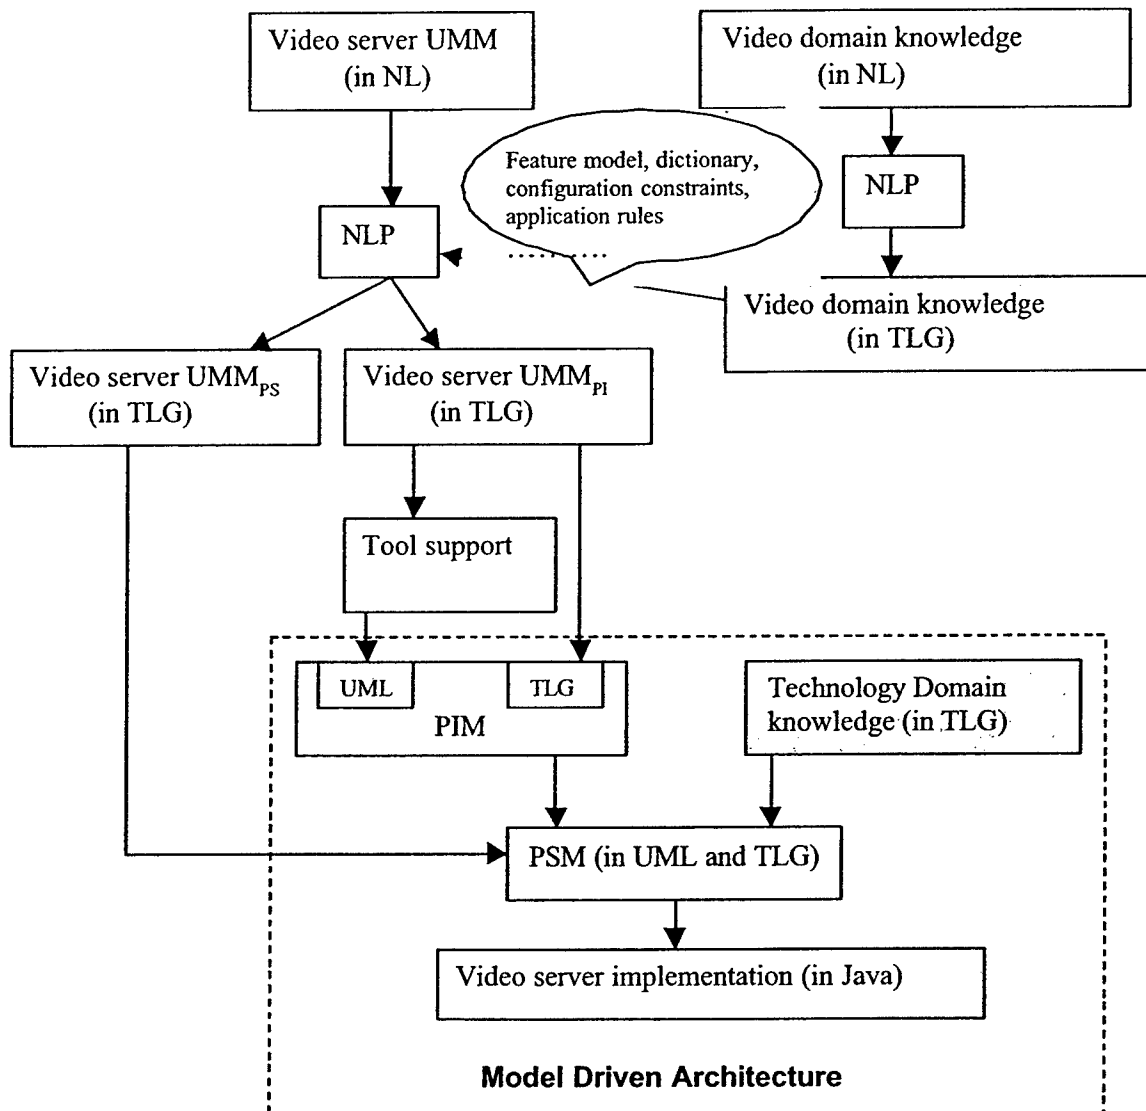 Video server UMM
(in NL)
Video domain knowledge
(in NL)
Feature model, dictionary,
configuration constraints,
application rules
NLP
NLP
Video domain knowledge
(in TLG)
Video server UMMPS
(in TLG)
Video server UMMPI
(in TLG)
Tool support
UML
TLG
PIM
Technology Domain
knowledge (in TLG)
PSM (in UML and TLG)
Video server implementation (in Java)
Model Driven Architecture